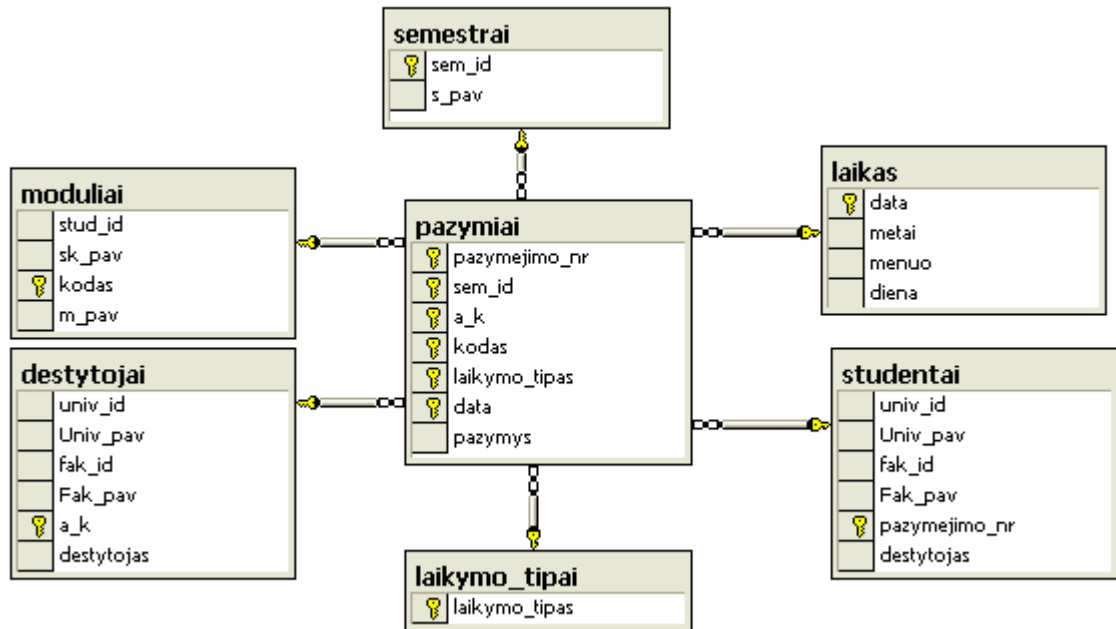 semestrai
sem_id
s_pav
moduliai
stud_id
sk_pav
kodas
m_pav
pazymiai
pazymejimo_nr
sem_id
a_k
kodas
laikymo_tipas
data
pazymys
laikas
data
metai
menuo
diena
destytojai
univ_id
Univ_pav
fak_id
Fak_pav
a_k
destytojas
studentai
univ_id
Univ_pav
fak_id
Fak_pav
pazymejimo_nr
destytojas
laikymo_tipai
laikymo_tipas